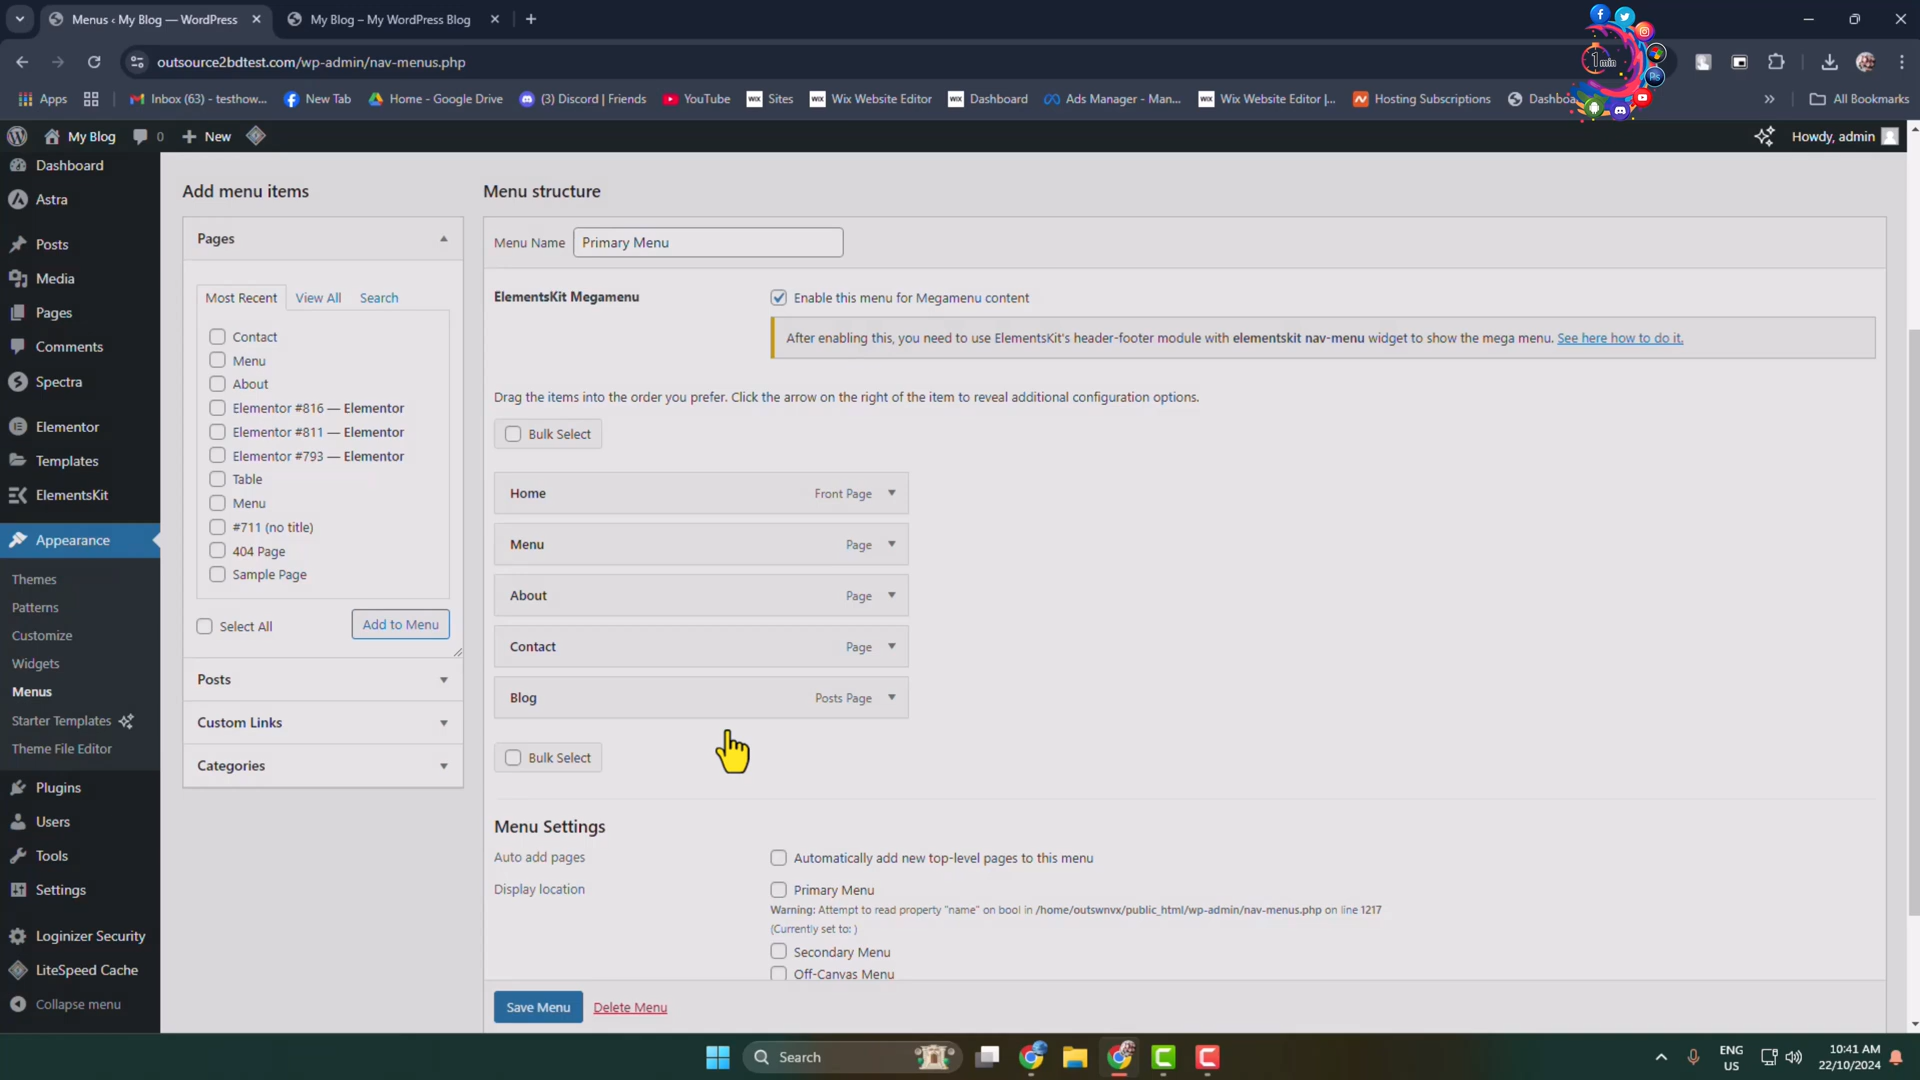 Menus ‹ My Blog — WordPress
My Blog – My WordPress Blog
outsource2bdtest.com/wp-admin/nav-menus.php
1min
Ps
Apps
Inbox (63) - testhow...
New Tab
Home - Google Drive
(3) Discord | Friends
YouTube
WIX Sites
WIX Wix Website Editor
WIX Dashboard
Ads Manager - Man...
WIX Wix Website Editor |...
Hosting Subscriptions
Dashboa
All Bookmarks
My Blog
0
New
Howdy, admin
Dashboard
Astra
Posts
Media
Pages
Comments
Spectra
Elementor
Templates
ElementsKit
Appearance
Themes
Patterns
Customize
Widgets
Menus
Starter Templates
Theme File Editor
Plugins
Users
Tools
Settings
Loginizer Security
LiteSpeed Cache
Collapse menu
Add menu items
Pages
Most Recent
View All
Search
Contact
Menu
About
Elementor #816 — Elementor
Elementor #811 — Elementor
Elementor #793 — Elementor
Table
Menu
#711 (no title)
404 Page
Sample Page
Select All
Add to Menu
Posts
Custom Links
Categories
Menu structure
Menu Name
Primary Menu
ElementsKit Megamenu
Enable this menu for Megamenu content
After enabling this, you need to use ElementsKit's header-footer module with elementskit nav-menu widget to show the mega menu. See here how to do it.
Drag the items into the order you prefer. Click the arrow on the right of the item to reveal additional configuration options.
Bulk Select
Home
Front Page
Menu
Page
About
Page
Contact
Page
Blog
Posts Page
Bulk Select
Menu Settings
Auto add pages
Automatically add new top-level pages to this menu
Display location
Primary Menu
Warning: Attempt to read property "name" on bool in /home/outswnvx/public_html/wp-admin/nav-menus.php on line 1217
(Currently set to: )
Secondary Menu
Off-Canvas Menu
Save Menu
Delete Menu
Search
ENG
US
10:41 AM
22/10/2024